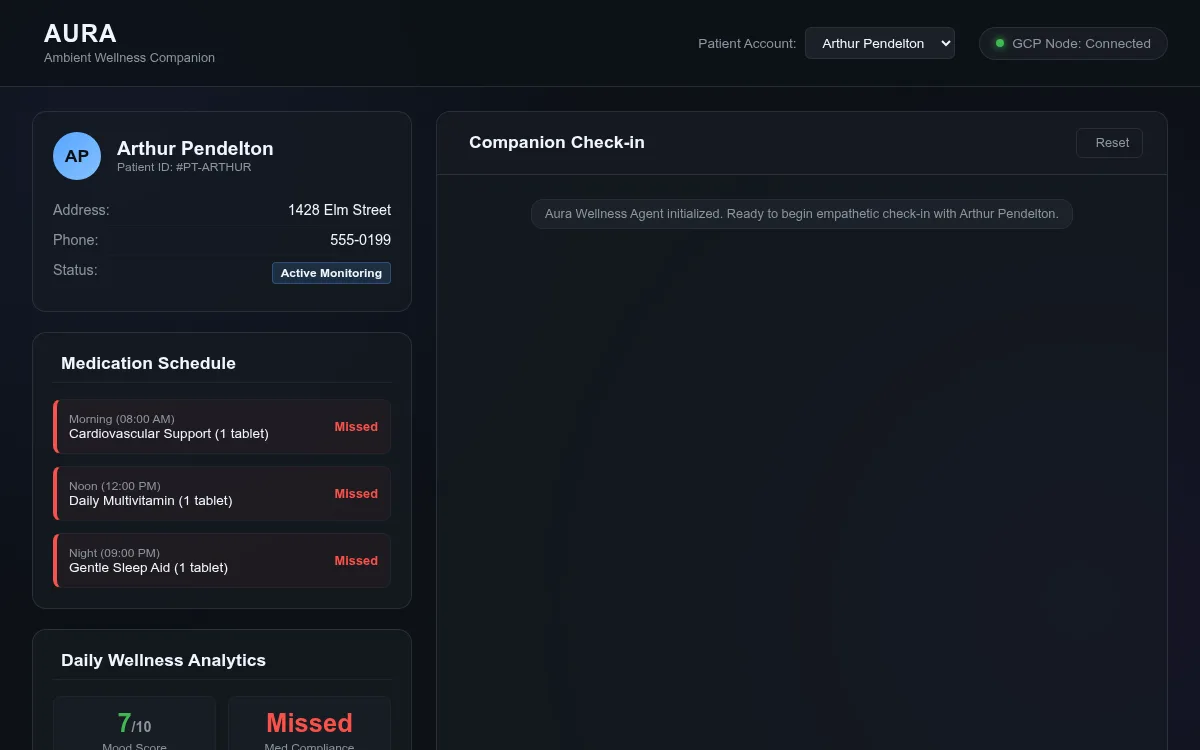 AURA
Ambient Wellness Companion
Patient Account:
Arthur Pendelton
GCP Node: Connected
AP
Arthur Pendelton
Patient ID: #PT-ARTHUR
Address:
1428 Elm Street
Phone:
555-0199
Status:
Active Monitoring
Medication Schedule
Morning (08:00 AM)
Cardiovascular Support (1 tablet)
Missed
Noon (12:00 PM)
Daily Multivitamin (1 tablet)
Missed
Night (09:00 PM)
Gentle Sleep Aid (1 tablet)
Missed
Daily Wellness Analytics
7/10
Mood Score
Missed
Med Compliance
Companion Check-in
Reset
Aura Wellness Agent initialized. Ready to begin empathetic check-in with Arthur Pendelton.